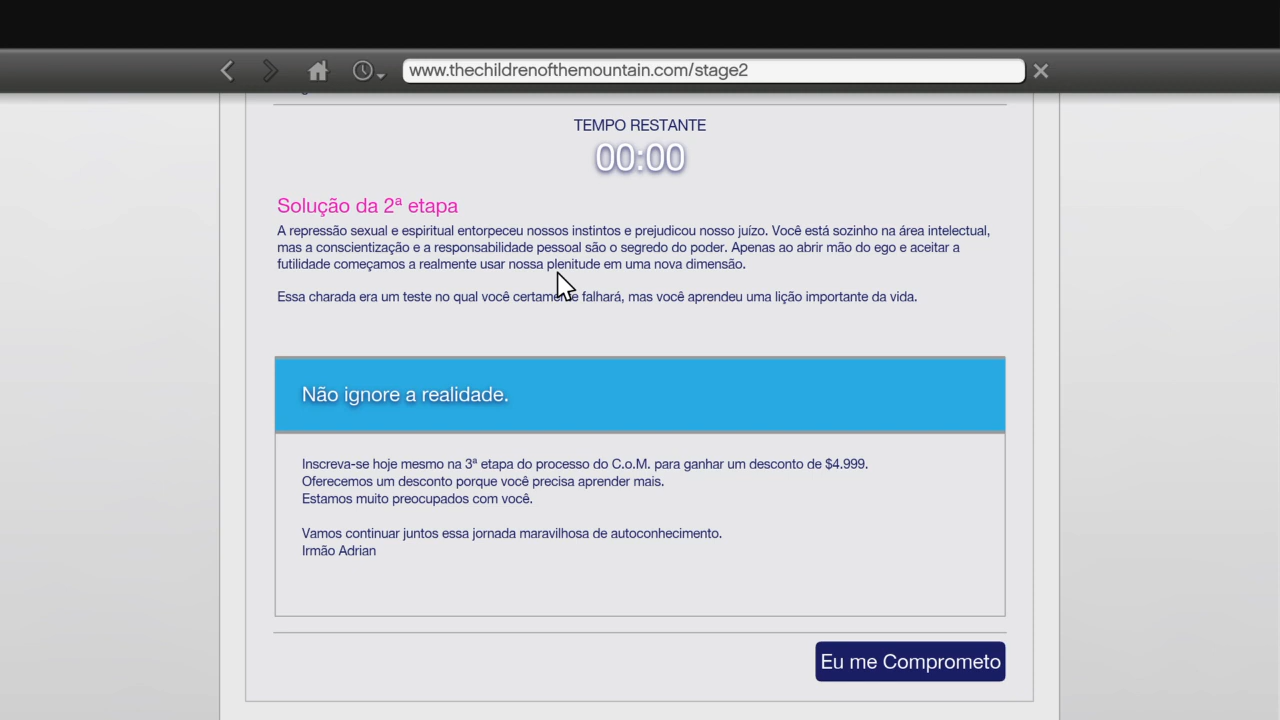 www.thechildrenofthemountain.com/stage2
TEMPO RESTANTE
00:00
Solução da 2ª etapa
A repressão sexual e espiritual entorpeceu nossos instintos e prejudicou nosso juízo. Você está sozinho na área intelectual,
mas a conscientização e a responsabilidade pessoal são o segredo do poder. Apenas ao abrir mão do ego e aceitar a
futilidade começamos a realmente usar nossa plenitude em uma nova dimensão.
Essa charada era um teste no qual você certamente falhará, mas você aprendeu uma lição importante da vida.
Não ignore a realidade.
Inscreva-se hoje mesmo na 3ª etapa do processo do C.o.M. para ganhar um desconto de $4.999.
Oferecemos um desconto porque você precisa aprender mais.
Estamos muito preocupados com você.
Vamos continuar juntos essa jornada maravilhosa de autoconhecimento.
Irmão Adrian
Eu me Comprometo